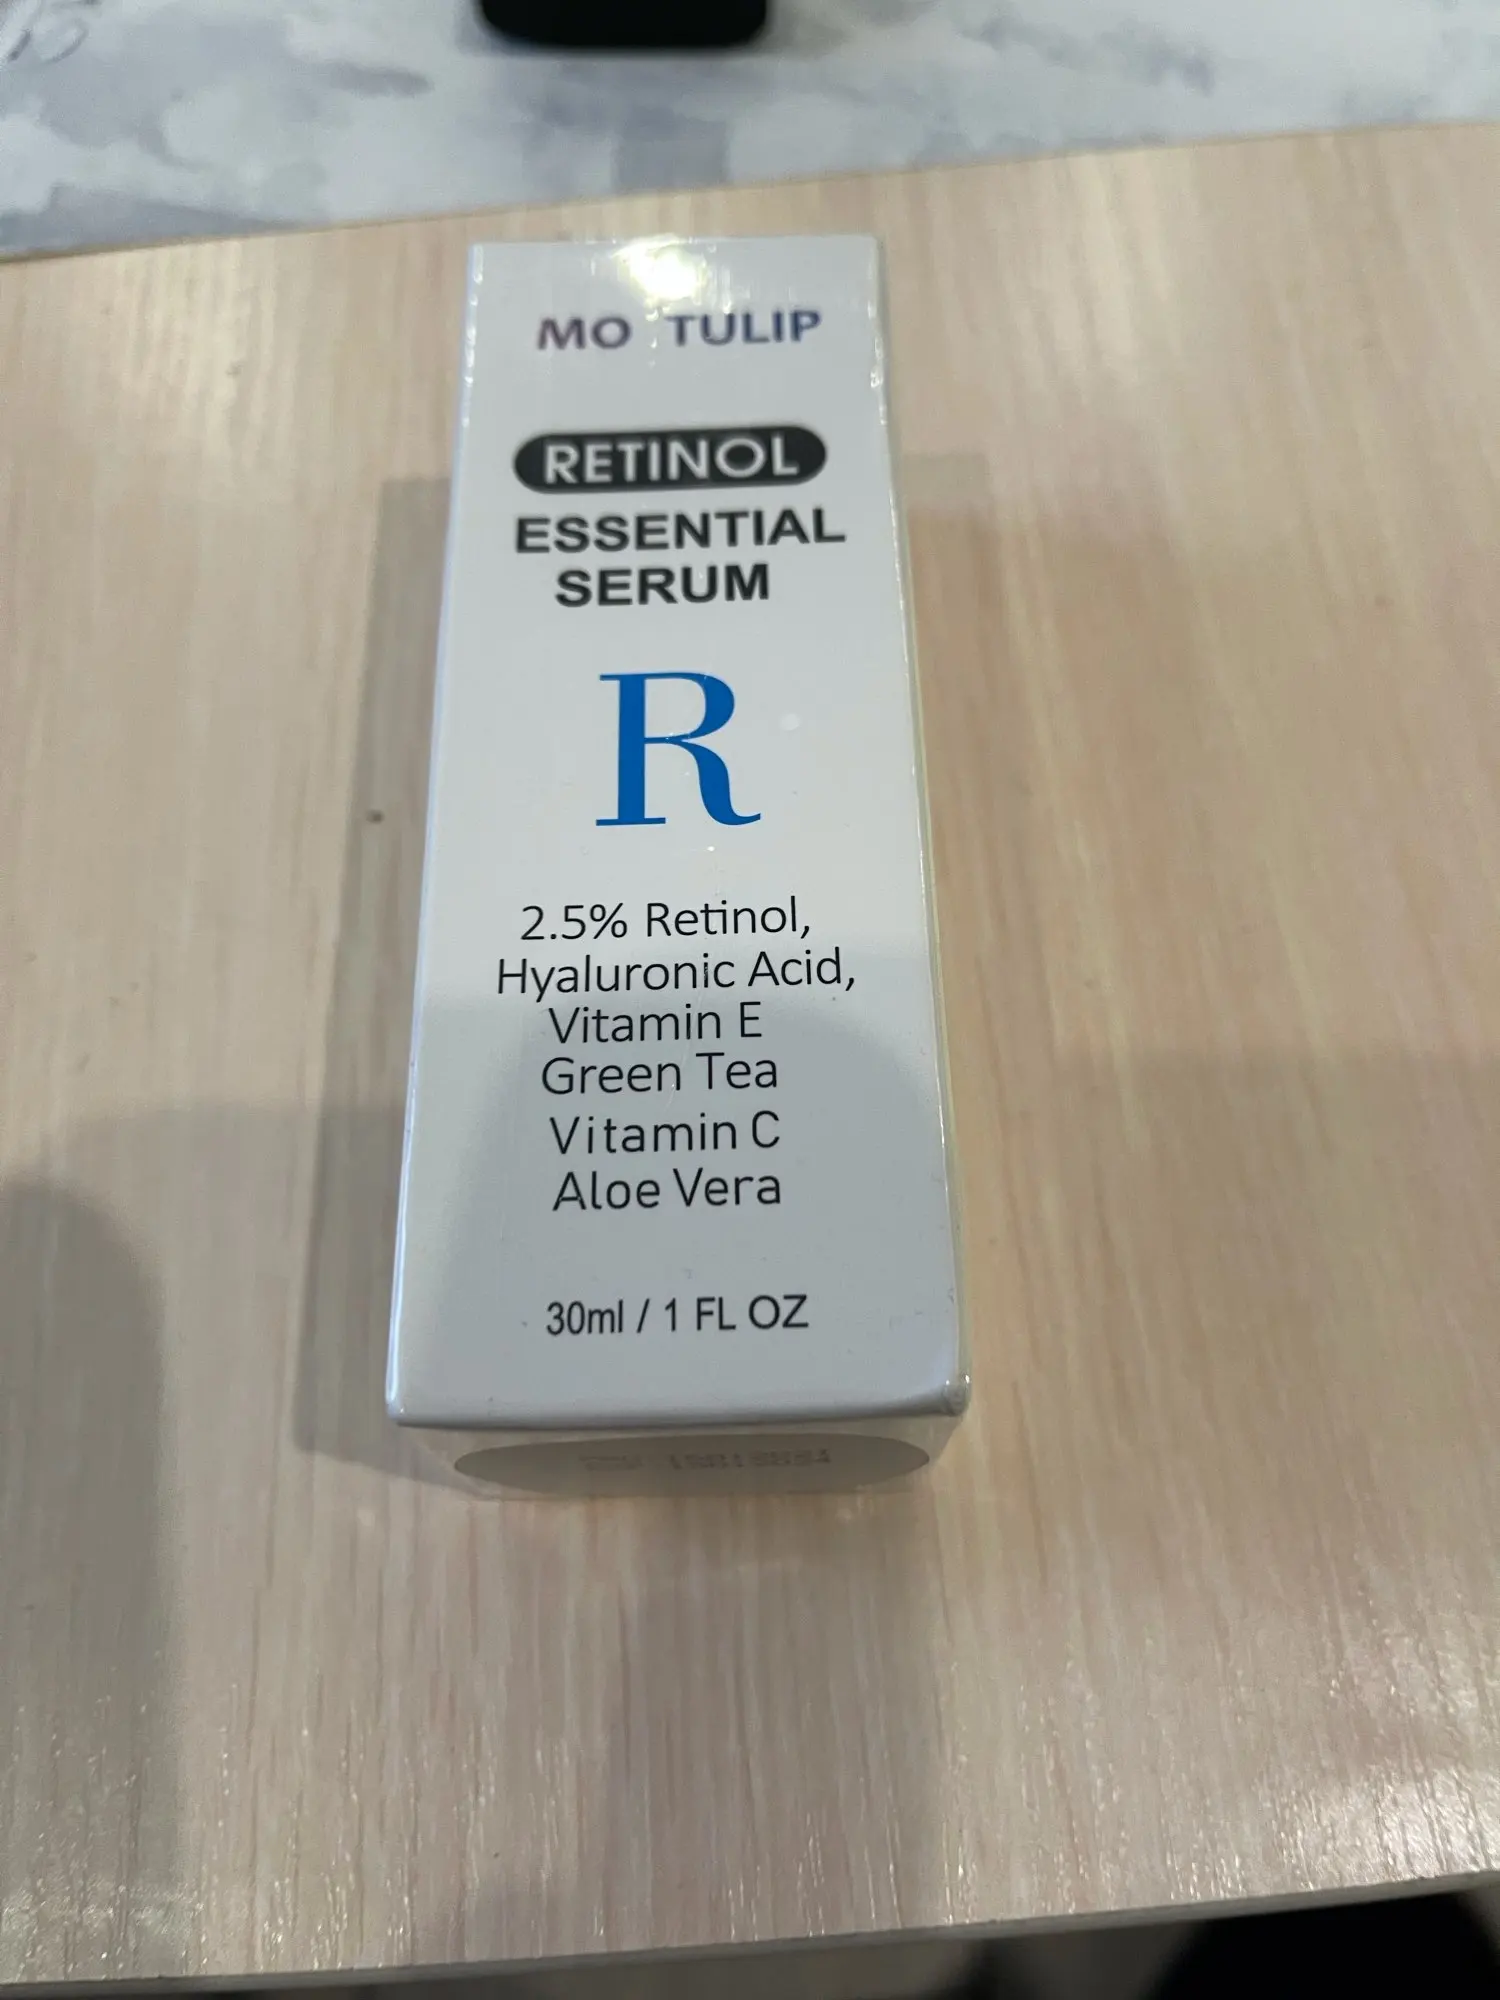 MO TULIP
RETINOL
ESSENTIAL
SERUM
R
2.5% Retinol,
Hyaluronic Acid,
Vitamin E
Green Tea
Vitamin C
Aloe Vera
30ml / 1 FL OZ